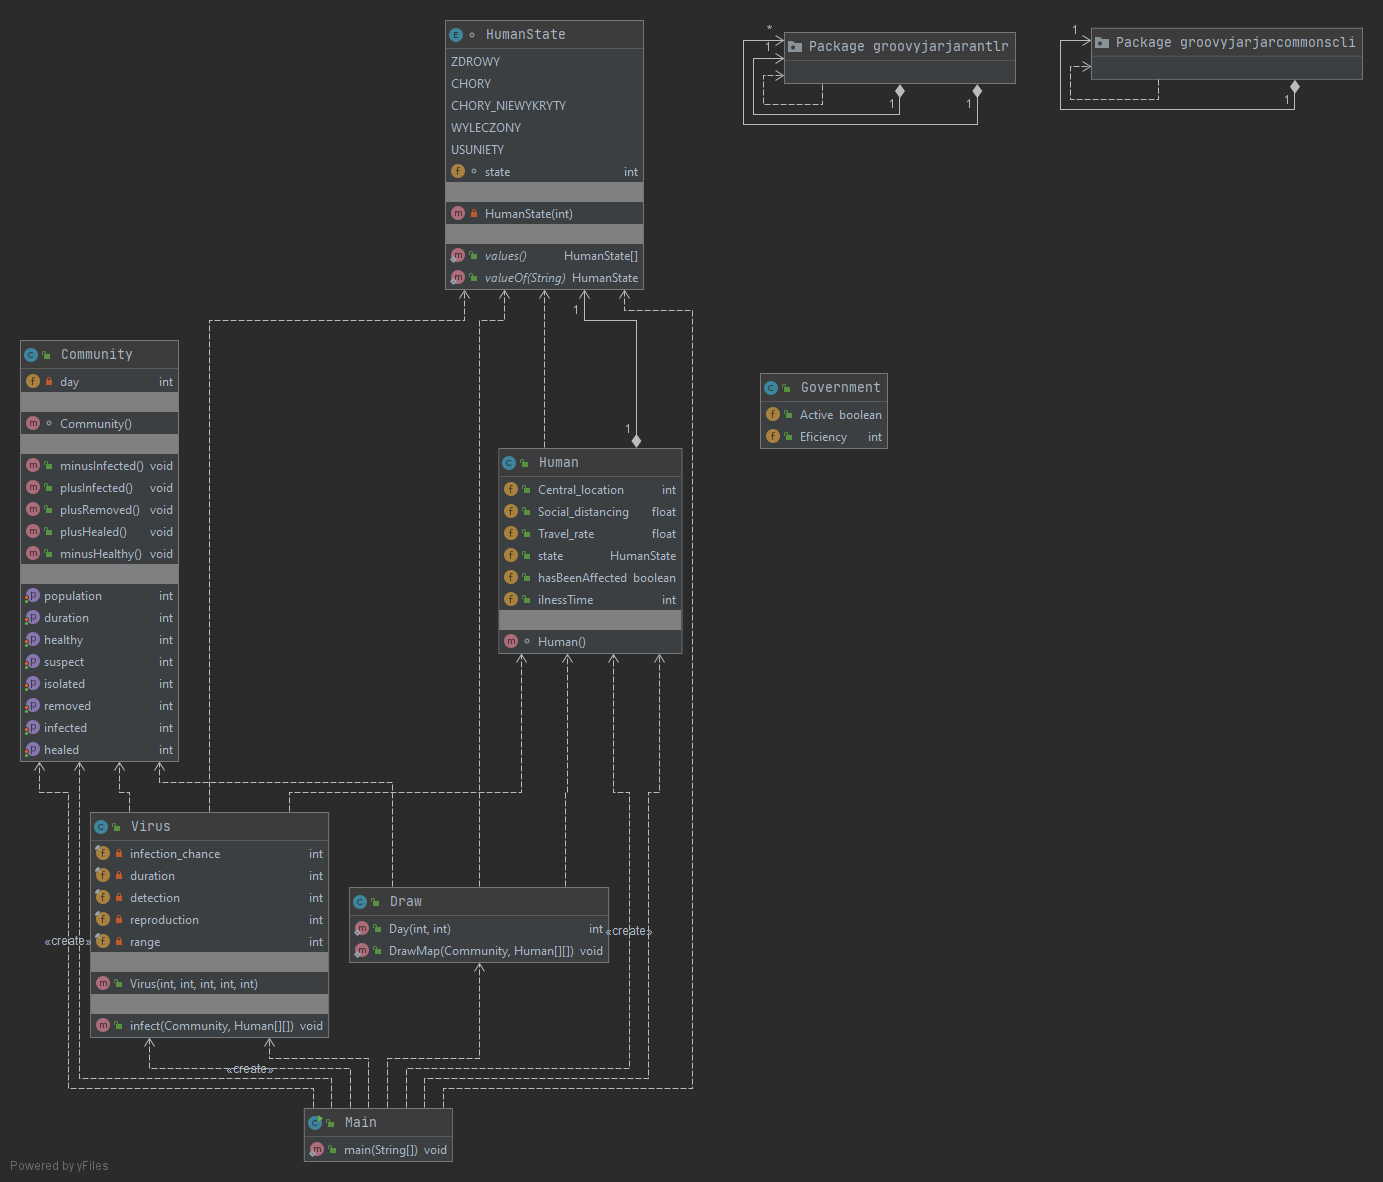 HumanState
ZDROWY
CHORY
CHORY_NIEWYKRYTY
WYLECZONY
USUNIETY
state int
HumanState(int)
values() HumanState[]
valueOf(String) HumanState
*
1
Package groovyjarjarantlr
1
1
1
Package groovyjarjarcommonscli
1
1
1
Community
day int
Community()
minusInfected() void
plusInfected() void
plusRemoved() void
plusHealed() void
minusHealthy() void
population int
duration int
healthy int
suspect int
isolated int
removed int
infected int
healed int
Human
Central_location int
Social_distancing float
Travel_rate float
state HumanState
hasBeenAffected boolean
ilnessTime int
Human()
Government
Active boolean
Eficiency int
Virus
infection_chance int
duration int
detection int
reproduction int
range int
Virus(int, int, int, int, int)
infect(Community, Human[][]) void
«create»
Draw
Day(int, int) int
DrawMap(Community, Human[][]) void
«create»
«create»
Main
main(String[]) void
Powered by yFiles